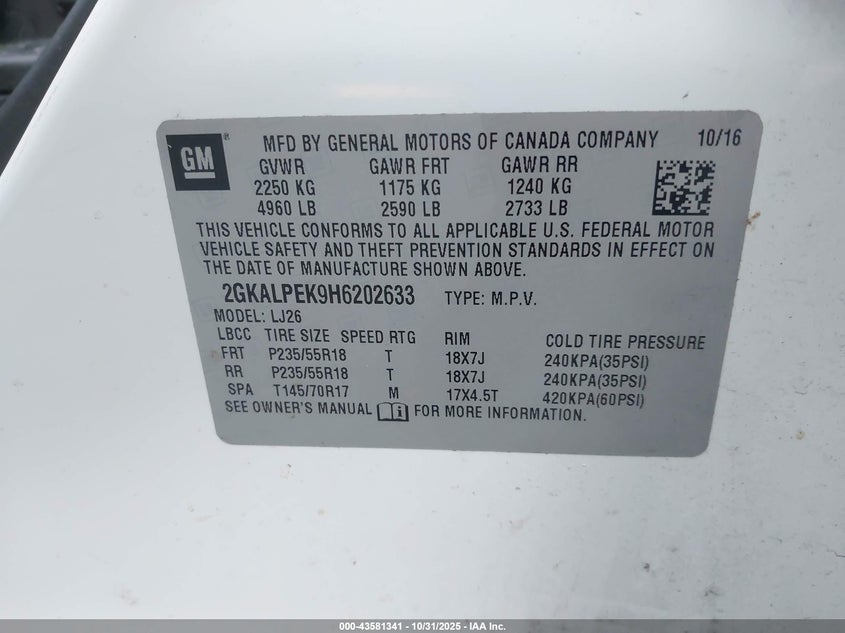 GM ® MFD BY GENERAL MOTORS OF CANADA COMPANY 10/16
GVWR GAWR FRT GAWR RR
2250 KG 1175 KG 1240 KG
4960 LB 2590 LB 2733 LB
THIS VEHICLE CONFORMS TO ALL APPLICABLE U.S. FEDERAL MOTOR
VEHICLE SAFETY AND THEFT PREVENTION STANDARDS IN EFFECT ON
THE DATE OF MANUFACTURE SHOWN ABOVE.
2GKALPEK9H6202633 TYPE: M.P.V.
MODEL: LJ26
LBCC TIRE SIZE SPEED RTG RIM COLD TIRE PRESSURE
FRT P235/55R18 T 18X7J 240KPA(35PSI)
RR P235/55R18 T 18X7J 240KPA(35PSI)
SPA T145/70R17 M 17X4.5T 420KPA(60PSI)
SEE OWNER'S MANUAL i FOR MORE INFORMATION.
000-43581341 | 10/31/2025 - IAA Inc.